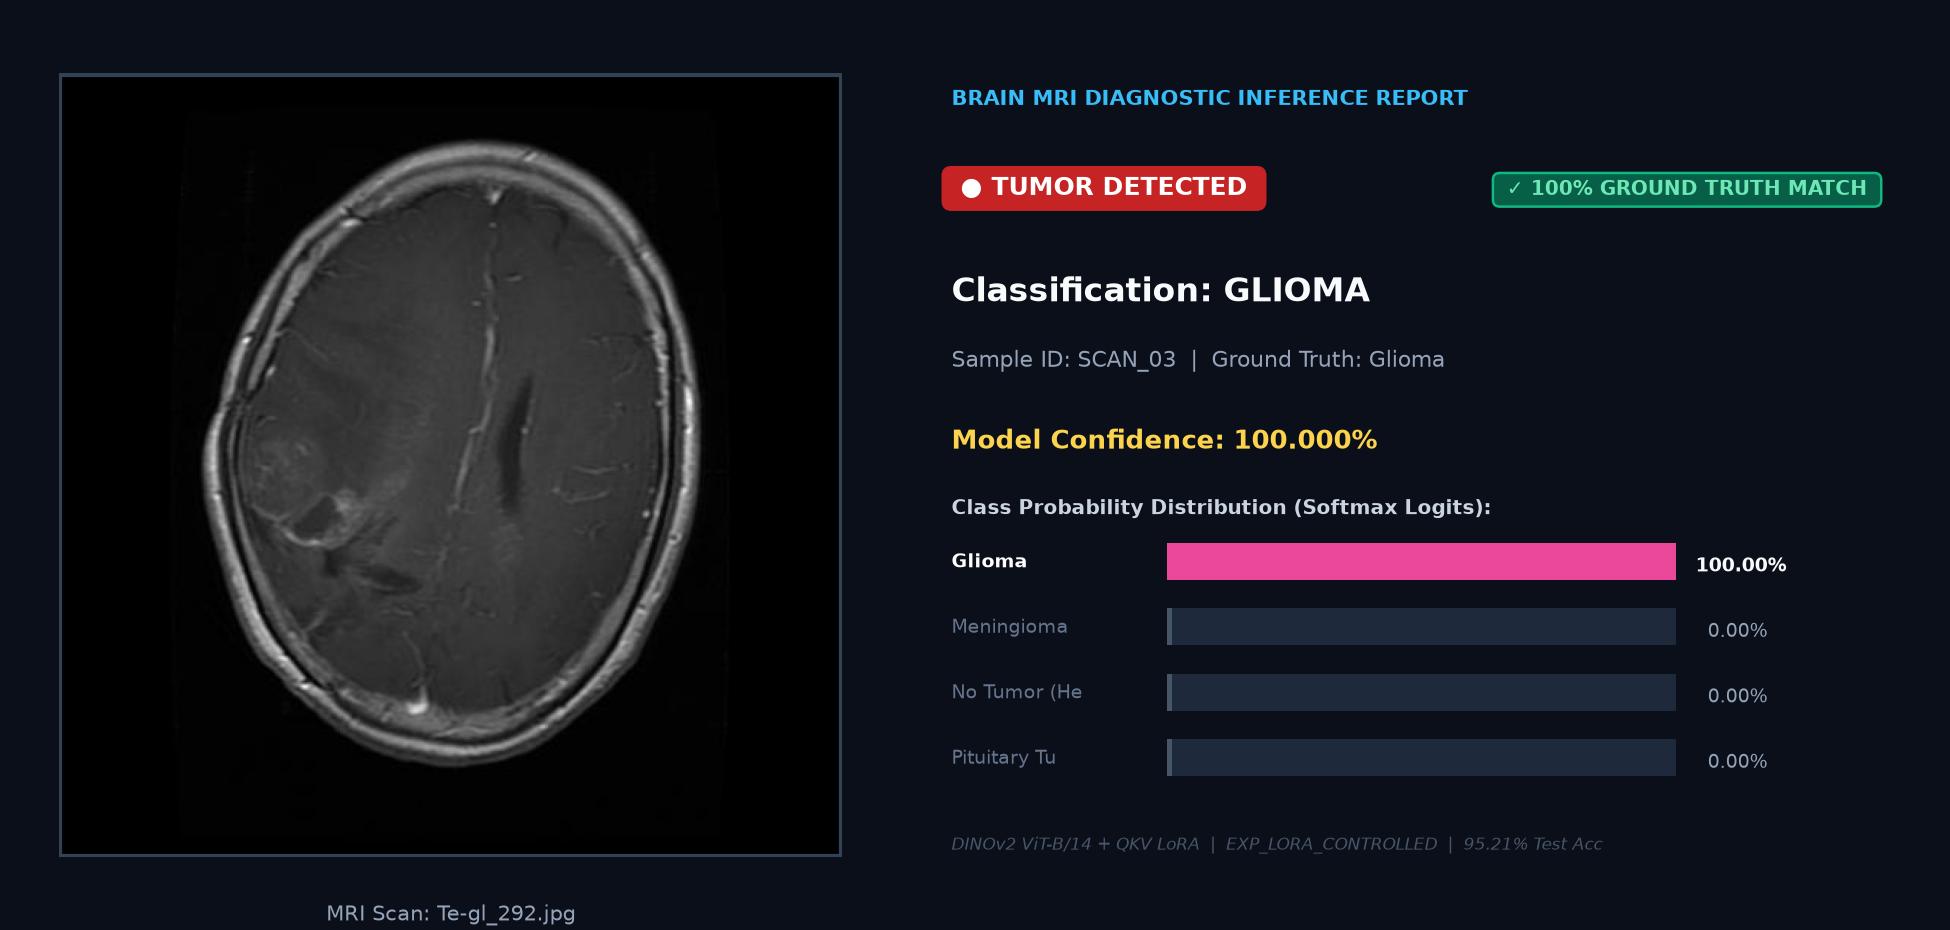 BRAIN MRI DIAGNOSTIC INFERENCE REPORT
● TUMOR DETECTED
✓ 100% GROUND TRUTH MATCH
Classification: GLIOMA
Sample ID: SCAN_03 | Ground Truth: Glioma
Model Confidence: 100.000%
Class Probability Distribution (Softmax Logits):
Glioma 100.00%
Meningioma 0.00%
No Tumor (He 0.00%
Pituitary Tu 0.00%
DINOv2 ViT-B/14 + QKV LoRA | EXP_LORA_CONTROLLED | 95.21% Test Acc
MRI Scan: Te-gl_292.jpg